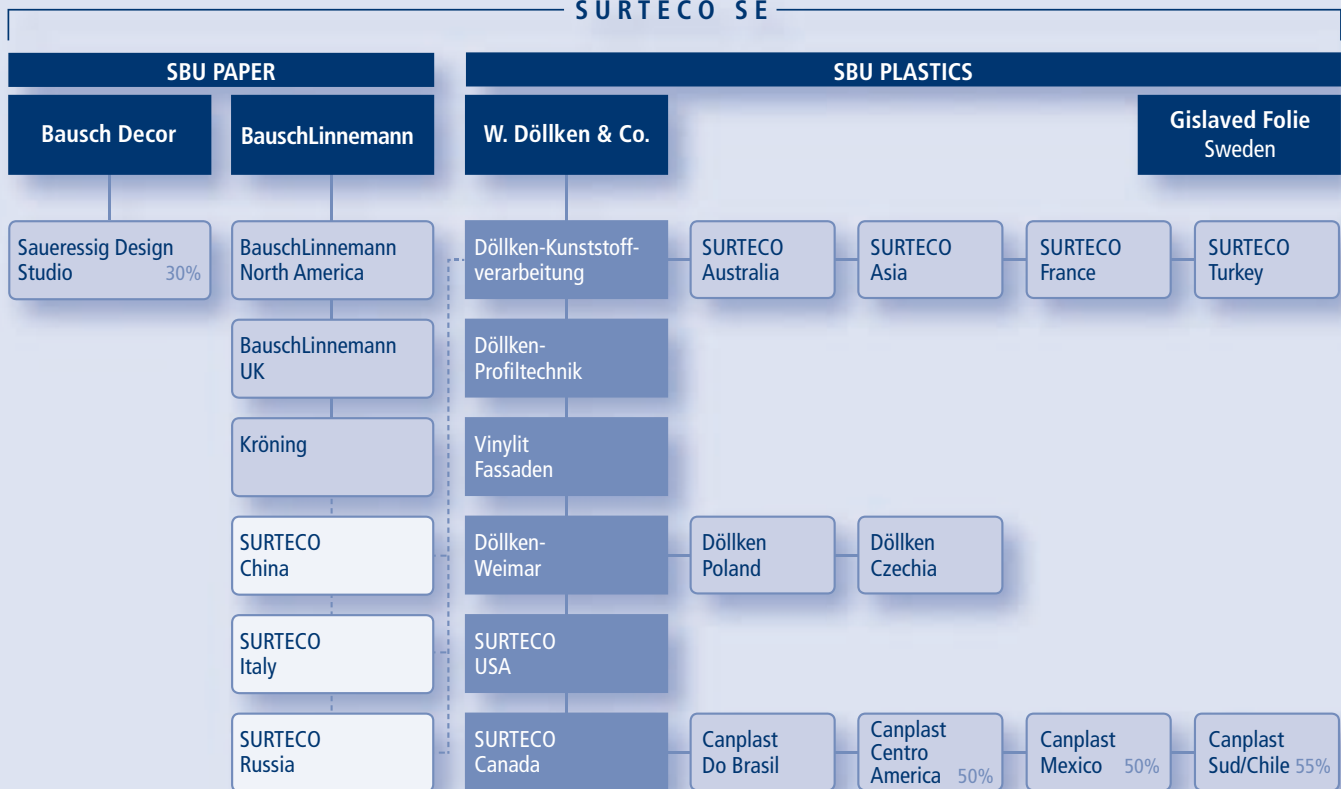 SURTECO SE
SBU PAPER
SBU PLASTICS
Bausch Decor
BauschLinnemann
W. Döllken & Co.
Gislaved Folie
Sweden
Saueressig Design
Studio 30%
BauschLinnemann
North America
Döllken-Kunststoff-
verarbeitung
SURTECO
Australia
SURTECO
Asia
SURTECO
France
SURTECO
Turkey
BauschLinnemann
UK
Döllken-
Profiltechnik
Kröning
Vinylit
Fassaden
SURTECO
China
Döllken-
Weimar
Döllken
Poland
Döllken
Czechia
SURTECO
Italy
SURTECO
USA
SURTECO
Russia
SURTECO
Canada
Canplast
Do Brasil
Canplast
Centro
America 50%
Canplast
Mexico 50%
Canplast
Sud/Chile 55%